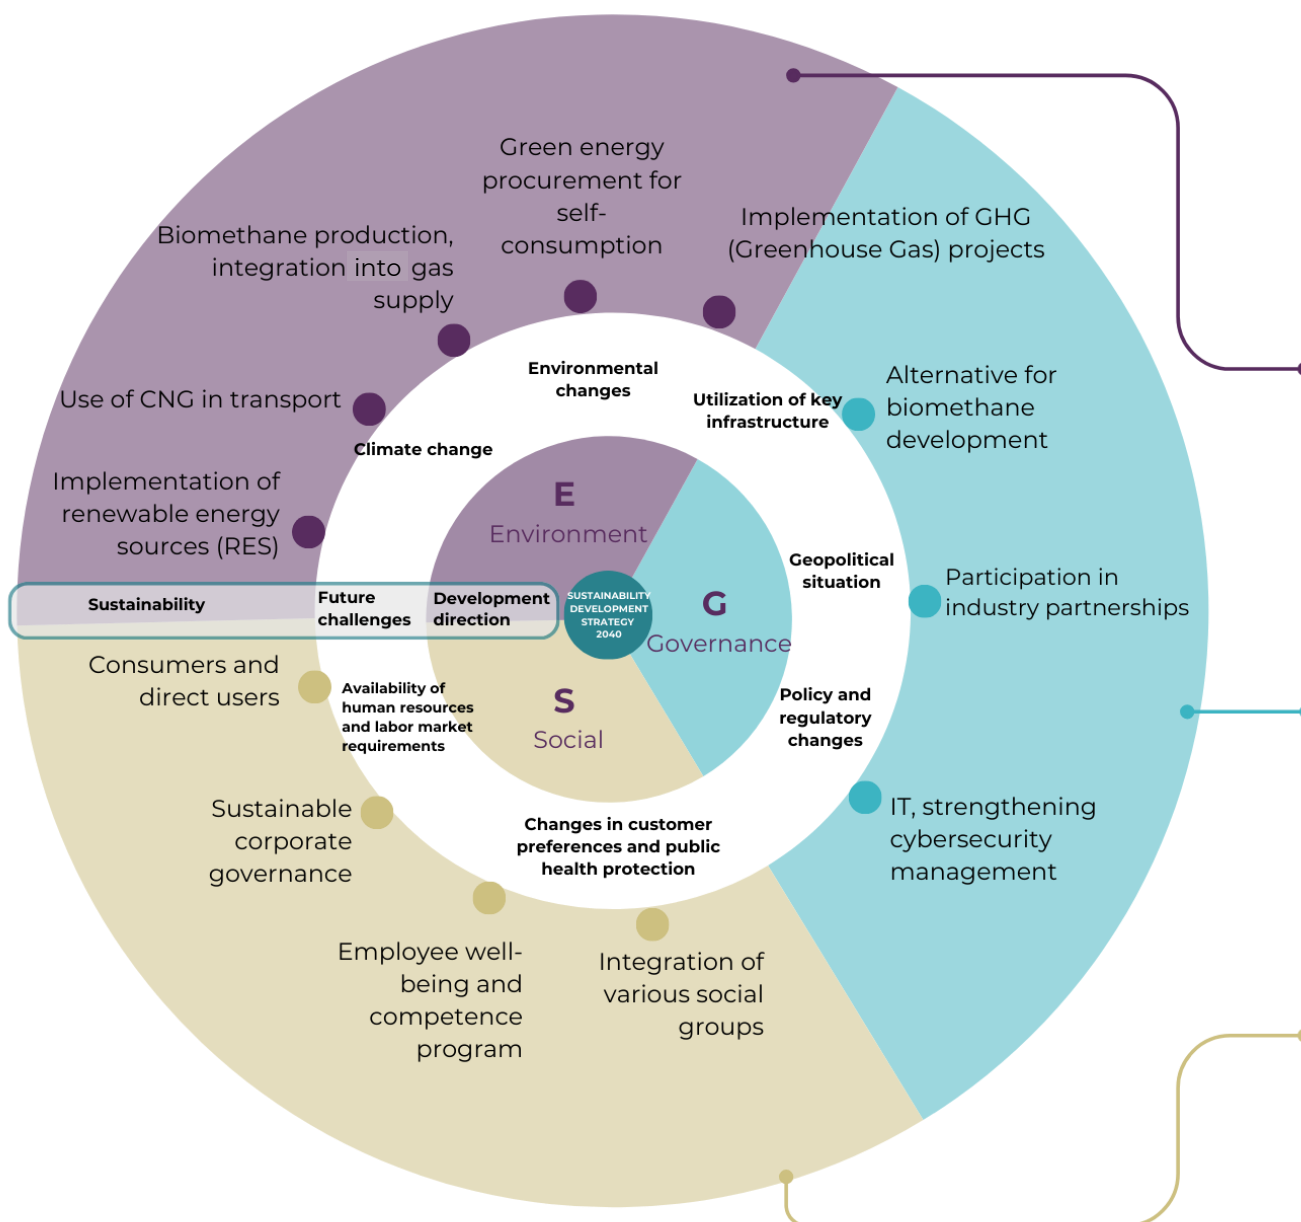 Green energy
procurement for
self-
consumption
Implementation of GHG
(Greenhouse Gas) projects
Biomethane production,
integration into gas
supply
Use of CNG in transport
Implementation of
renewable energy
sources (RES)
Environmental
changes
Utilization of key
infrastructure
Climate change
Alternative for
biomethane
development
E
Environment
Geopolitical
situation
Participation in
industry partnerships
Sustainability
Future
challenges
Development
direction
SUSTAINABILITY
DEVELOPMENT
STRATEGY
2040
G
Governance
Consumers and
direct users
Availability of
human resources
and labor market
requirements
S
Social
Policy and
regulatory
changes
Sustainable
corporate
governance
Changes in customer
preferences and public
health protection
IT, strengthening
cybersecurity
management
Employee well-
being and
competence
program
Integration of
various social
groups